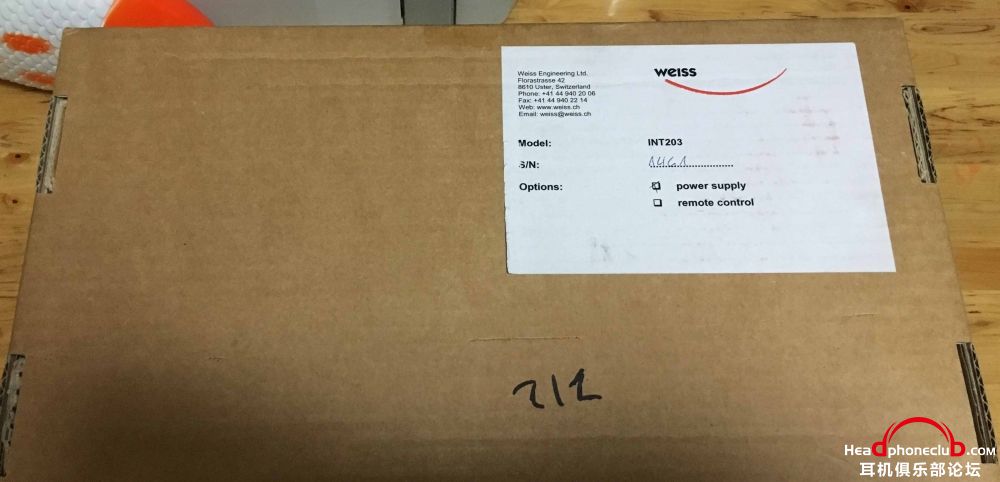 Weiss Engineering Ltd.
Florastrasse 42
8610 Uster, Switzerland
Phone: +41 44 940 20 06
Fax: +41 44 940 22 14
Web: www.weiss.ch
Email: weiss@weiss.ch
weiss
Model: INT203
S/N:
Options: power supply
remote control
212
Headphoneclub.com
耳机俱乐部论坛